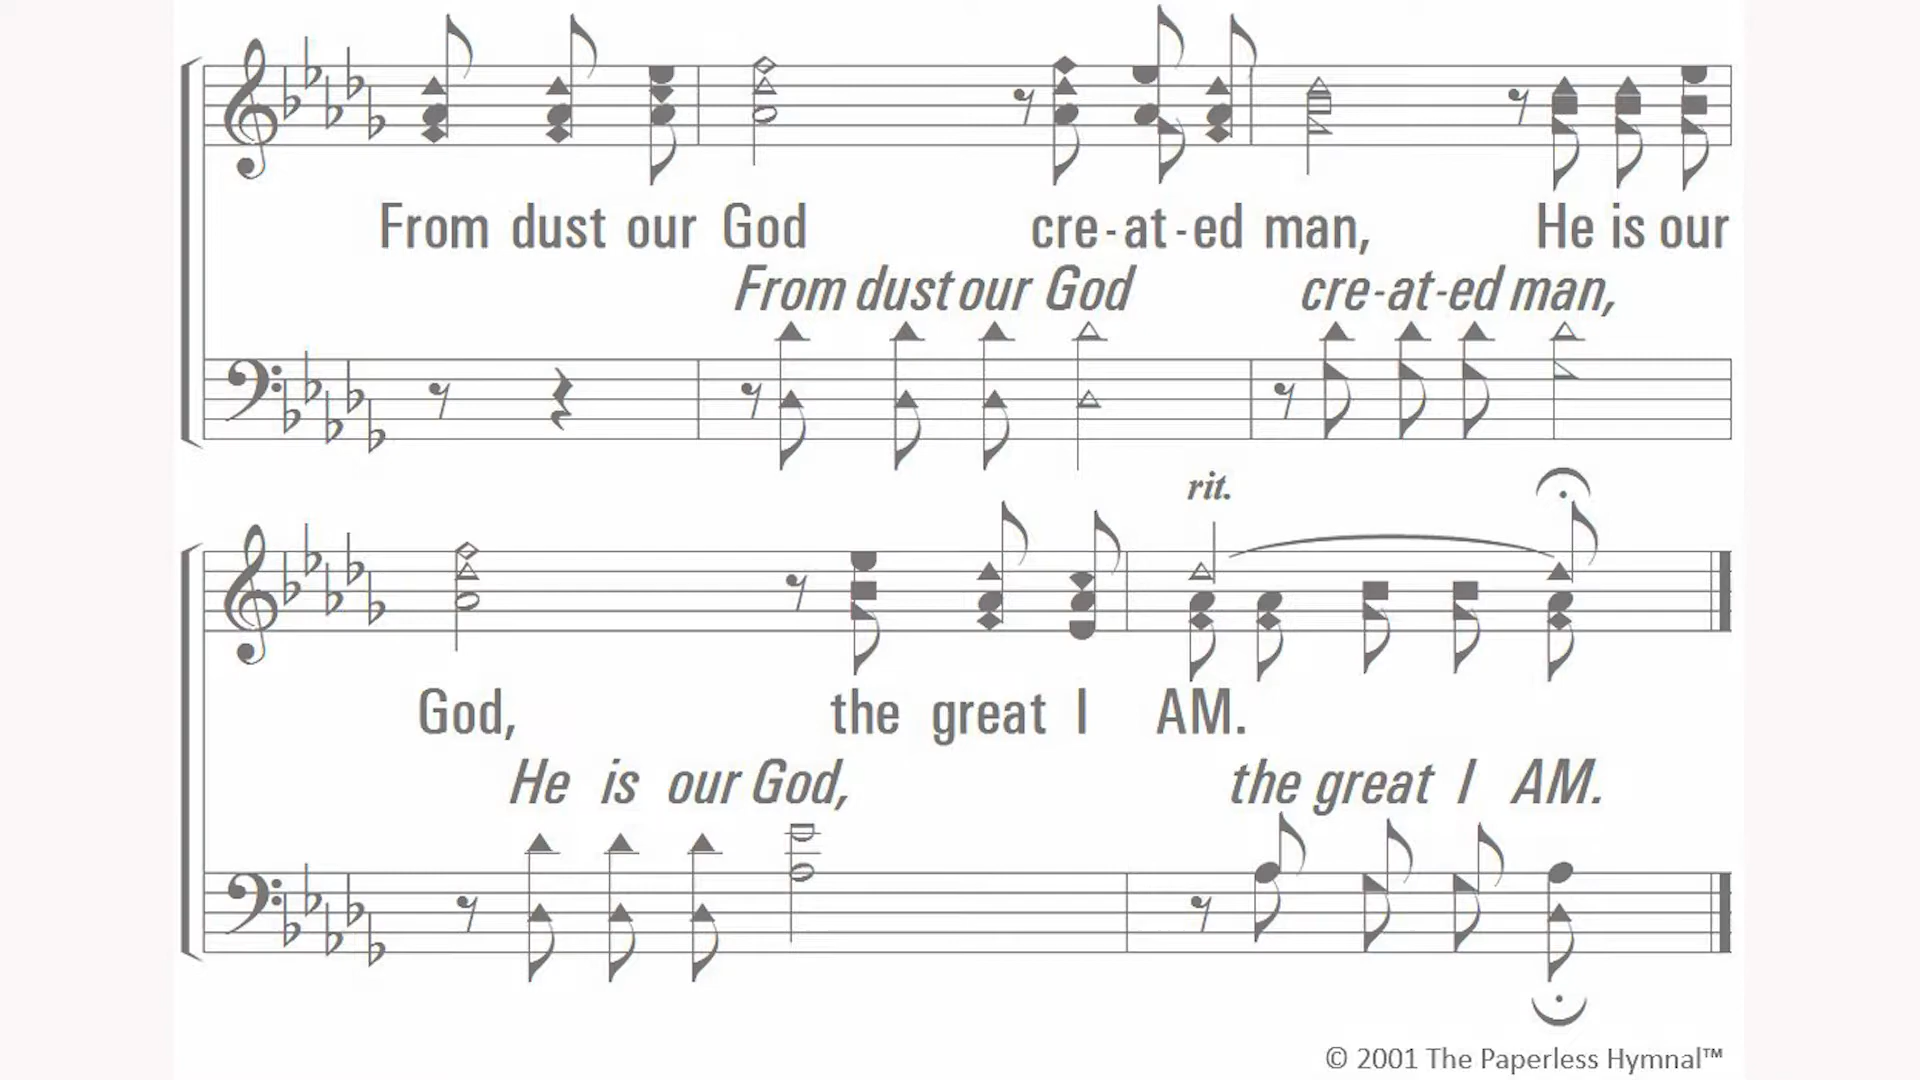 From dust our God cre-at-ed man, He is our
From dust our God cre-at-ed man,
rit.
God, the great I AM.
He is our God, the great I AM.
© 2001 The Paperless Hymnal™